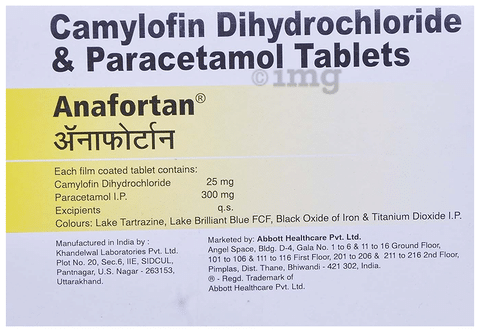 Camylofin Dihydrochloride
& Paracetamol Tablets
©img
Anafortan®
ॲनाफोर्टान
Each film coated tablet contains:
Camylofin Dihydrochloride 25 mg
Paracetamol I.P. 300 mg
Excipients q.s.
Colours: Lake Tartrazine, Lake Brilliant Blue FCF, Black Oxide of Iron & Titanium Dioxide I.P.
Manufactured in India by :
Khandelwal Laboratories Pvt. Ltd.
Plot No. 20, Sec.6, IIE, SIDCUL,
Pantnagar, U.S. Nagar - 263153,
Uttarakhand.
Marketed by: Abbott Healthcare Pvt. Ltd.
Angel Space, Bldg. D-4, Gala No. 1 to 6 & 11 to 16 Ground Floor,
101 to 106 & 111 to 116 First Floor, 201 to 206 & 211 to 216 2nd Floor,
Pimplas, Dist. Thane, Bhiwandi - 421 302, India.
® - Regd. Trademark of
Abbott Healthcare Pvt. Ltd.